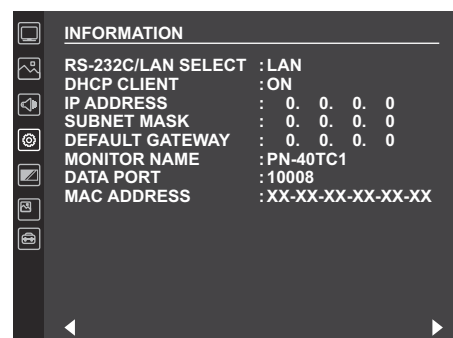 INFORMATION
RS-232C/LAN SELECT : LAN
DHCP CLIENT : ON
IP ADDRESS : 0. 0. 0. 0
SUBNET MASK : 0. 0. 0. 0
DEFAULT GATEWAY : 0. 0. 0. 0
MONITOR NAME : PN-40TC1
DATA PORT : 10008
MAC ADDRESS : XX-XX-XX-XX-XX-XX